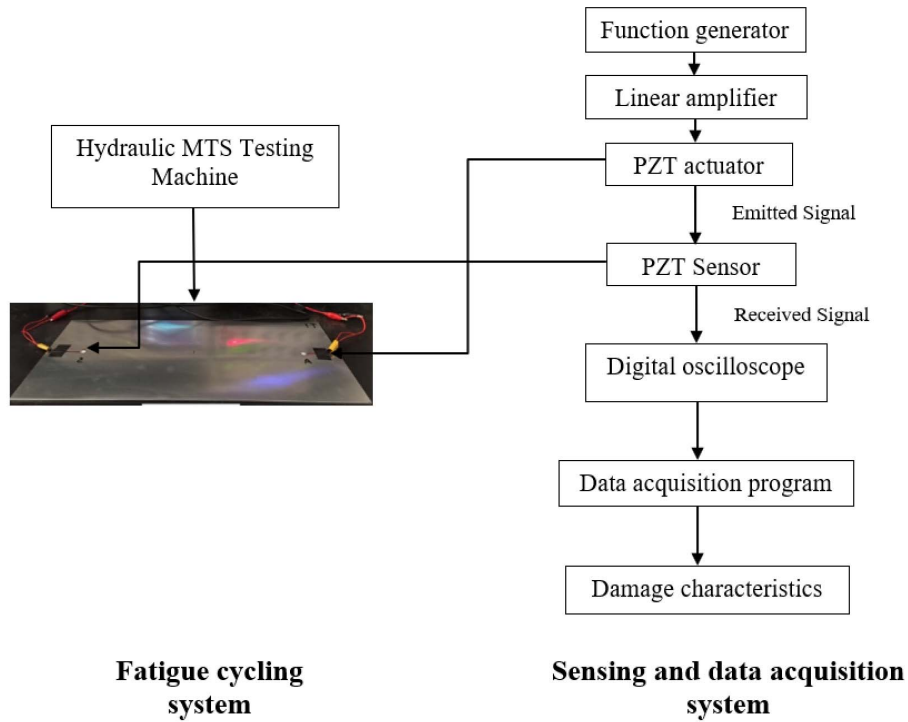 Function generator
Linear amplifier
Hydraulic MTS Testing
Machine
PZT actuator
Emitted Signal
PZT Sensor
Received Signal
Digital oscilloscope
Data acquisition program
Damage characteristics
Fatigue cycling
system
Sensing and data acquisition
system